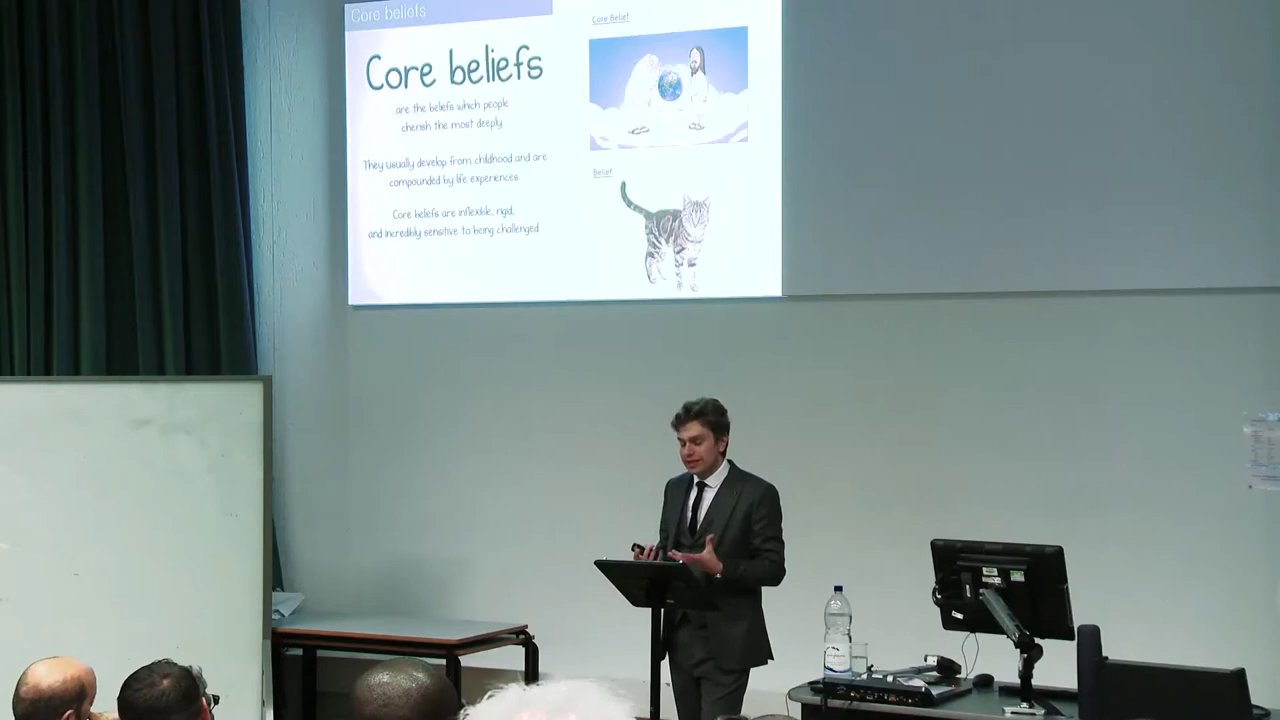 Core beliefs
Core beliefs
are the beliefs which people
cherish the most deeply
They usually develop from childhood and are
compounded by life experiences
Core beliefs are inflexible, rigid,
and incredibly sensitive to being challenged
Core Belief
Belief